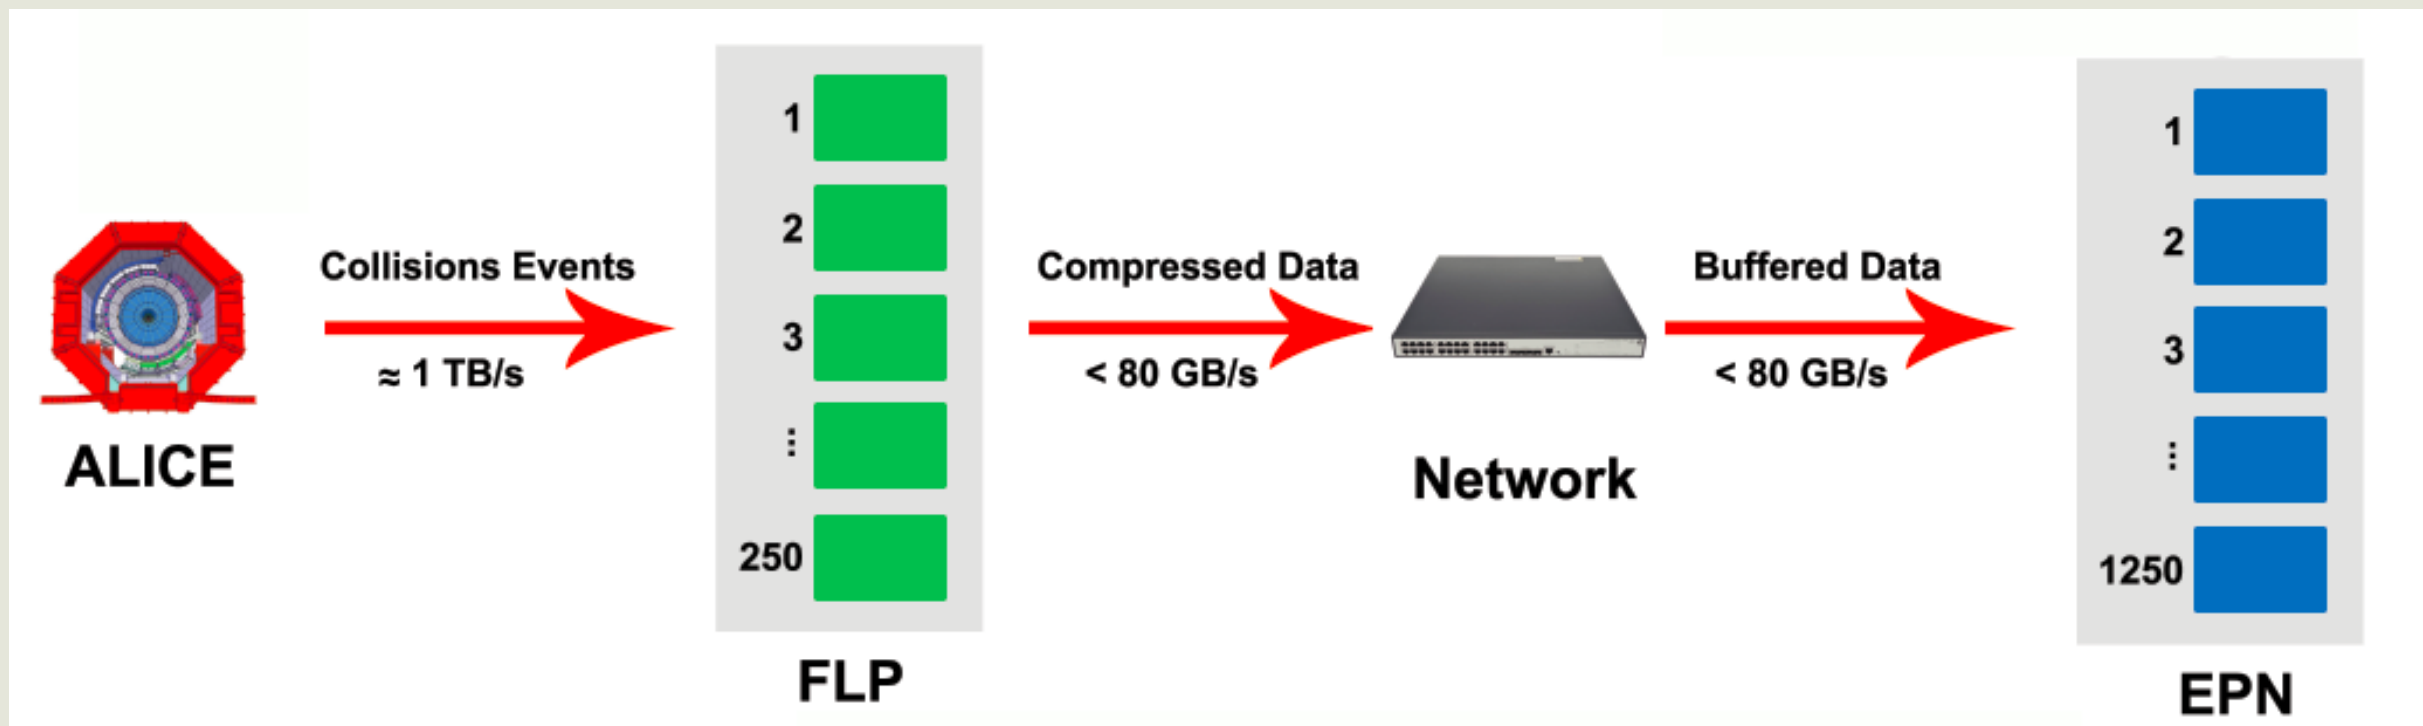 ALICE
Collisions Events
≈ 1 TB/s
1
2
3
⋮
250
FLP
Compressed Data
< 80 GB/s
Network
Buffered Data
< 80 GB/s
1
2
3
⋮
1250
EPN